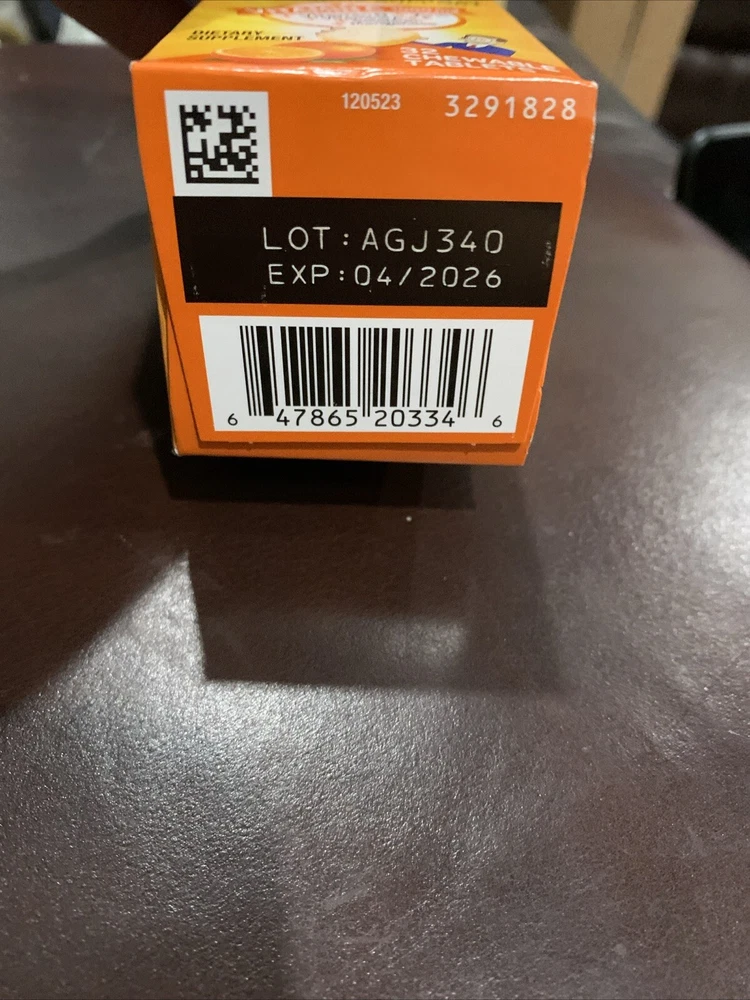 DIETARY
SUPPLEMENT
32
CHEWABLE
TABLETS
120523
3291828
LOT:AGJ340
EXP:04/2026
6 47865 20334 6